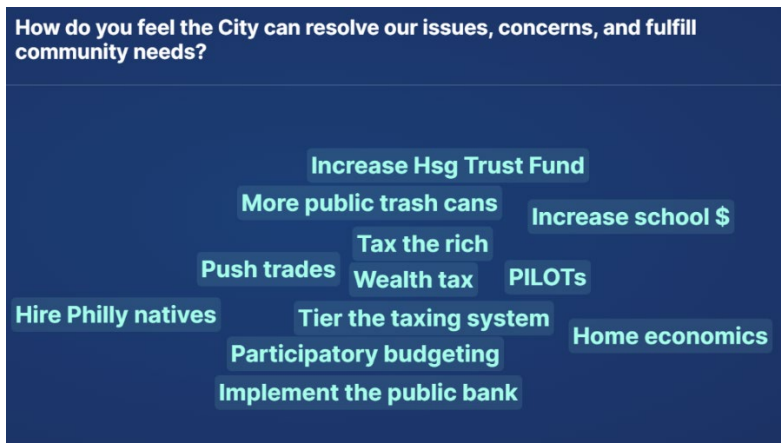 How do you feel the City can resolve our issues, concerns, and fulfill
community needs?
Increase Hsg Trust Fund
More public trash cans
Increase school $
Tax the rich
Push trades
Wealth tax
PILOTs
Hire Philly natives
Tier the taxing system
Home economics
Participatory budgeting
Implement the public bank